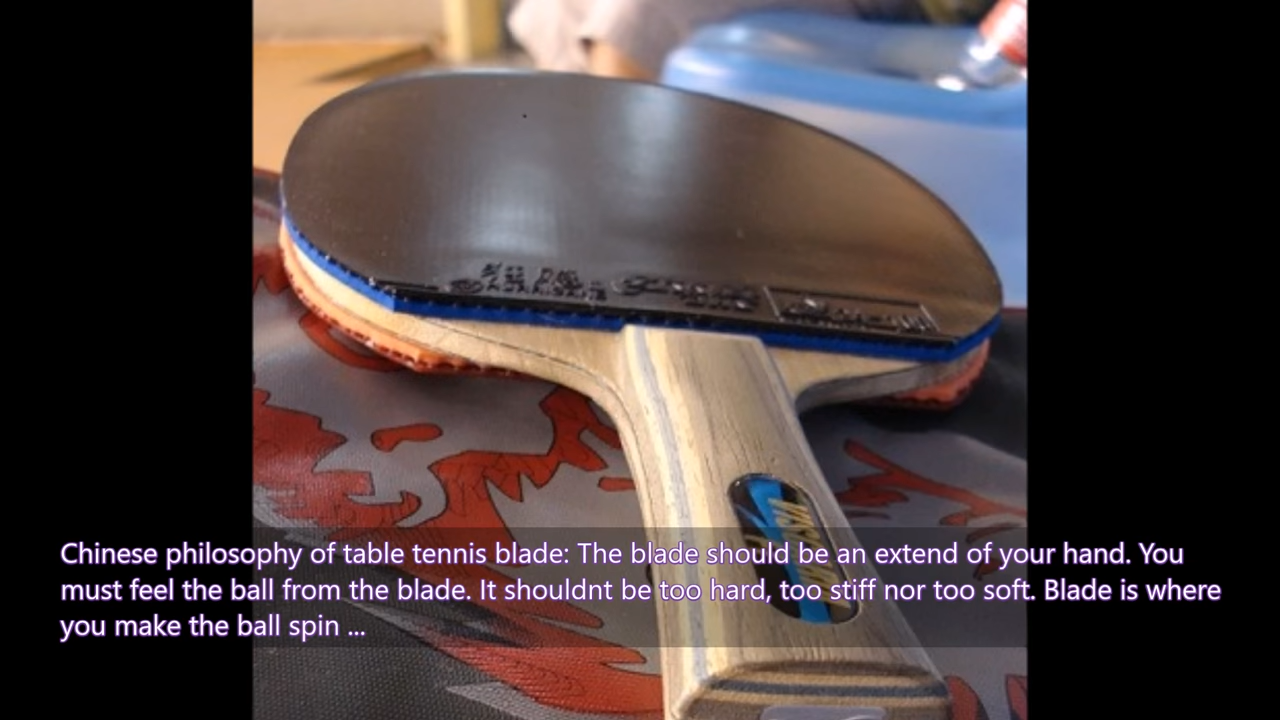 Chinese philosophy of table tennis blade: The blade should be an extend of your hand. You
must feel the ball from the blade. It shouldnt be too hard, too stiff nor too soft. Blade is where
you make the ball spin ...